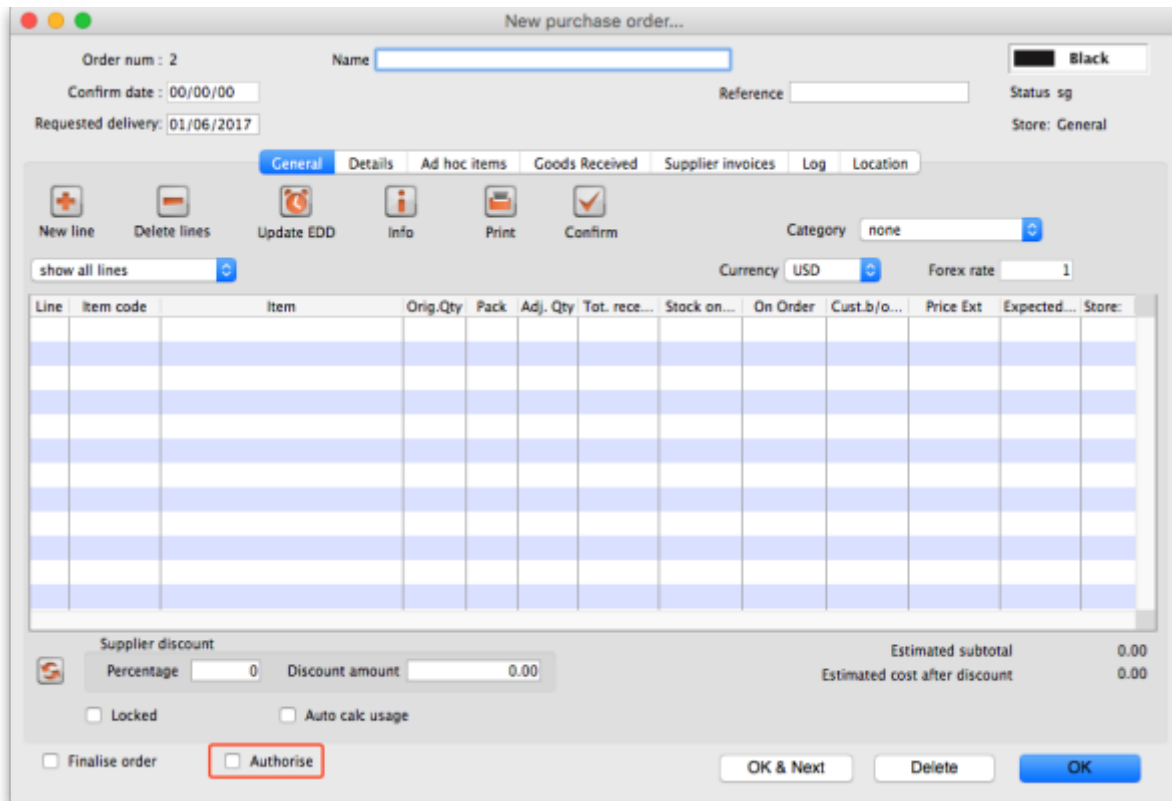 New purchase order...
Order num : 2 Name Black
Confirm date : 00/00/00 Reference Status sg
Requested delivery: 01/06/2017 Store: General
General Details Ad hoc items Goods Received Supplier invoices Log Location
New line Delete lines Update EDD Info Print Confirm Category none
show all lines Currency USD Forex rate 1
Line Item code Item Orig.Qty Pack Adj. Qty Tot. rece... Stock on... On Order Cust.b/o... Price Ext Expected... Store:
Supplier discount Estimated subtotal 0.00
Percentage 0 Discount amount 0.00 Estimated cost after discount 0.00
Locked Auto calc usage
Finalise order Authorise OK & Next Delete OK